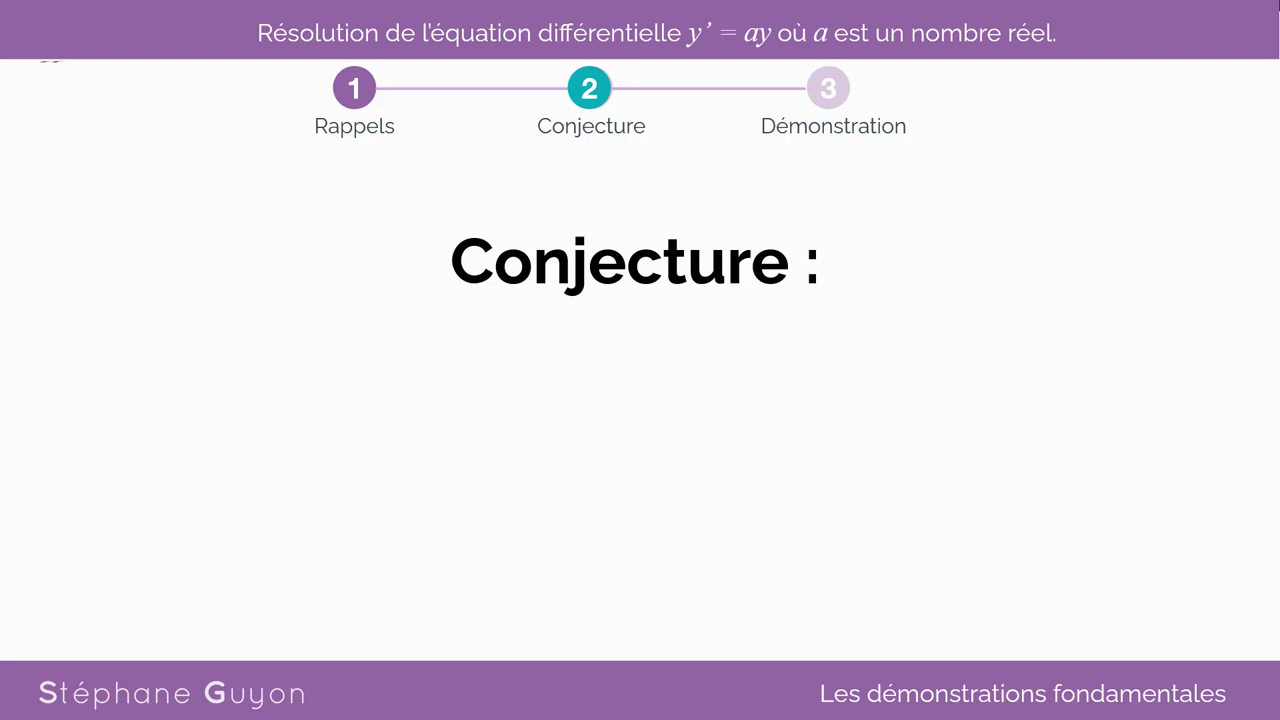 Résolution de l’équation différentielle y’ = ay où a est un nombre réel.
1 2 3
Rappels Conjecture Démonstration
Conjecture :
Stéphane Guyon
Les démonstrations fondamentales